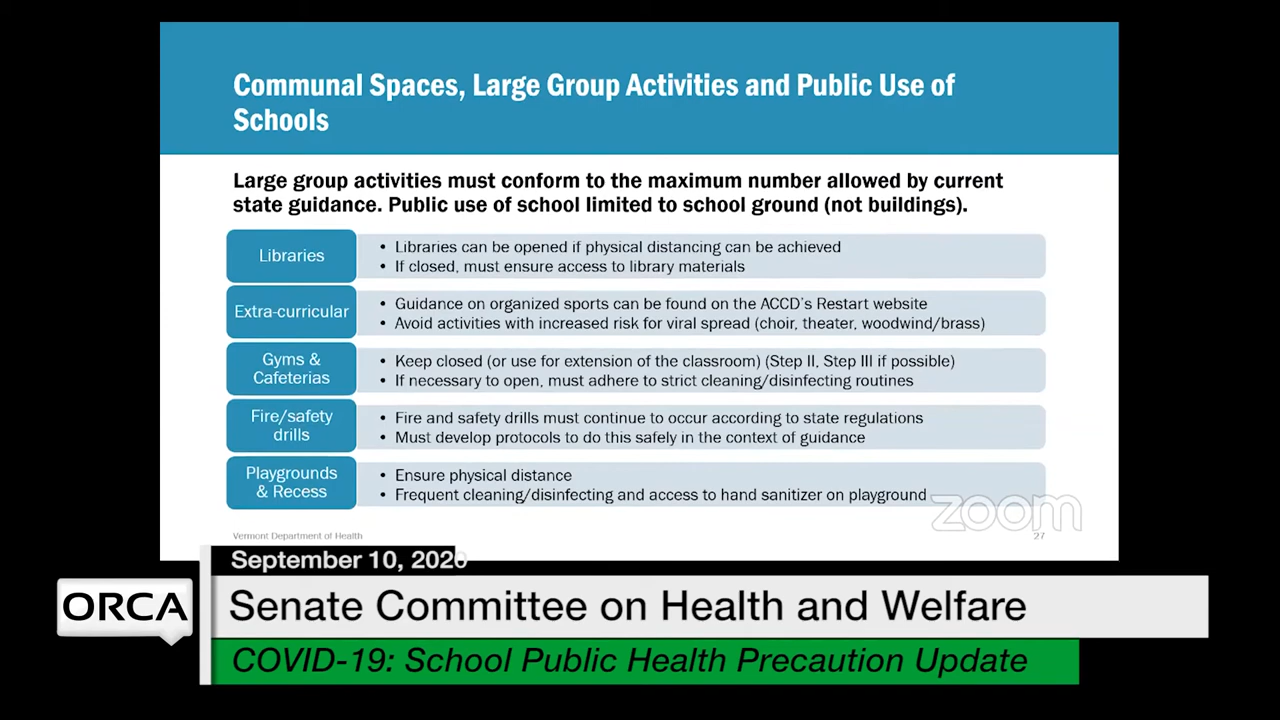 Communal Spaces, Large Group Activities and Public Use of
Schools
Large group activities must conform to the maximum number allowed by current
state guidance. Public use of school limited to school ground (not buildings).
Libraries
• Libraries can be opened if physical distancing can be achieved
• If closed, must ensure access to library materials
Extra-curricular
• Guidance on organized sports can be found on the ACCD's Restart website
• Avoid activities with increased risk for viral spread (choir, theater, woodwind/brass)
Gyms &
Cafeterias
• Keep closed (or use for extension of the classroom) (Step II, Step III if possible)
• If necessary to open, must adhere to strict cleaning/disinfecting routines
Fire/safety
drills
• Fire and safety drills must continue to occur according to state regulations
• Must develop protocols to do this safely in the context of guidance
Playgrounds
& Recess
• Ensure physical distance
• Frequent cleaning/disinfecting and access to hand sanitizer on playground
zoom
Vermont Department of Health
27
September 10, 2020
ORCA
Senate Committee on Health and Welfare
COVID-19: School Public Health Precaution Update